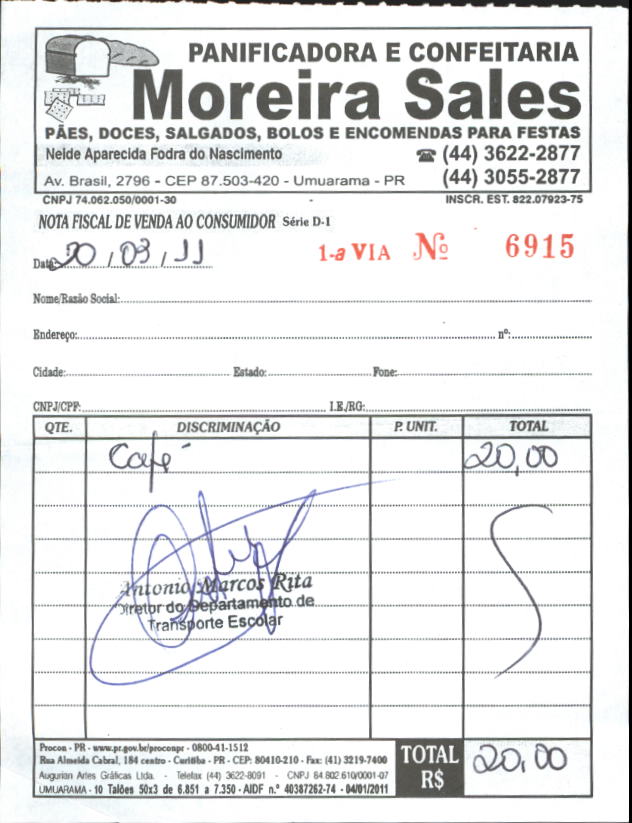 PANIFICADORA E CONFEITARIA
Moreira Sales
PÃES, DOCES, SALGADOS, BOLOS E ENCOMENDAS PARA FESTAS
Neide Aparecida Fodra do Nascimento ☎ (44) 3622-2877
Av. Brasil, 2796 - CEP 87.503-420 - Umuarama - PR (44) 3055-2877
CNPJ 74.062.050/0001-30 INSCR. EST. 822.07923-75
NOTA FISCAL DE VENDA AO CONSUMIDOR Série D-1
Data: 20 / 03 / 11 1-a VIA Nº 6915
Nome/Razão Social:
Endereço: nº:
Cidade: Estado: Fone:
CNPJ/CPF: I.E./RG:
QTE. DISCRIMINAÇÃO P. UNIT. TOTAL
Café 20,00
Antonio Marcos Rita
Diretor do Departamento de
Transporte Escolar
Procon - PR - www.pr.gov.br/proconpr - 0800-41-1512
Rua Almeida Cabral, 184 centro - Curitiba - PR - CEP: 80410-210 - Fax: (41) 3219-7400
Augurian Artes Gráficas Ltda. - Telefax (44) 3622-8091 - CNPJ 84.802.610/0001-07
UMUARAMA - 10 Talões 50x3 de 6.851 a 7.350 - AIDF n.º 40387262-74 - 04/01/2011
TOTAL R$ 20,00